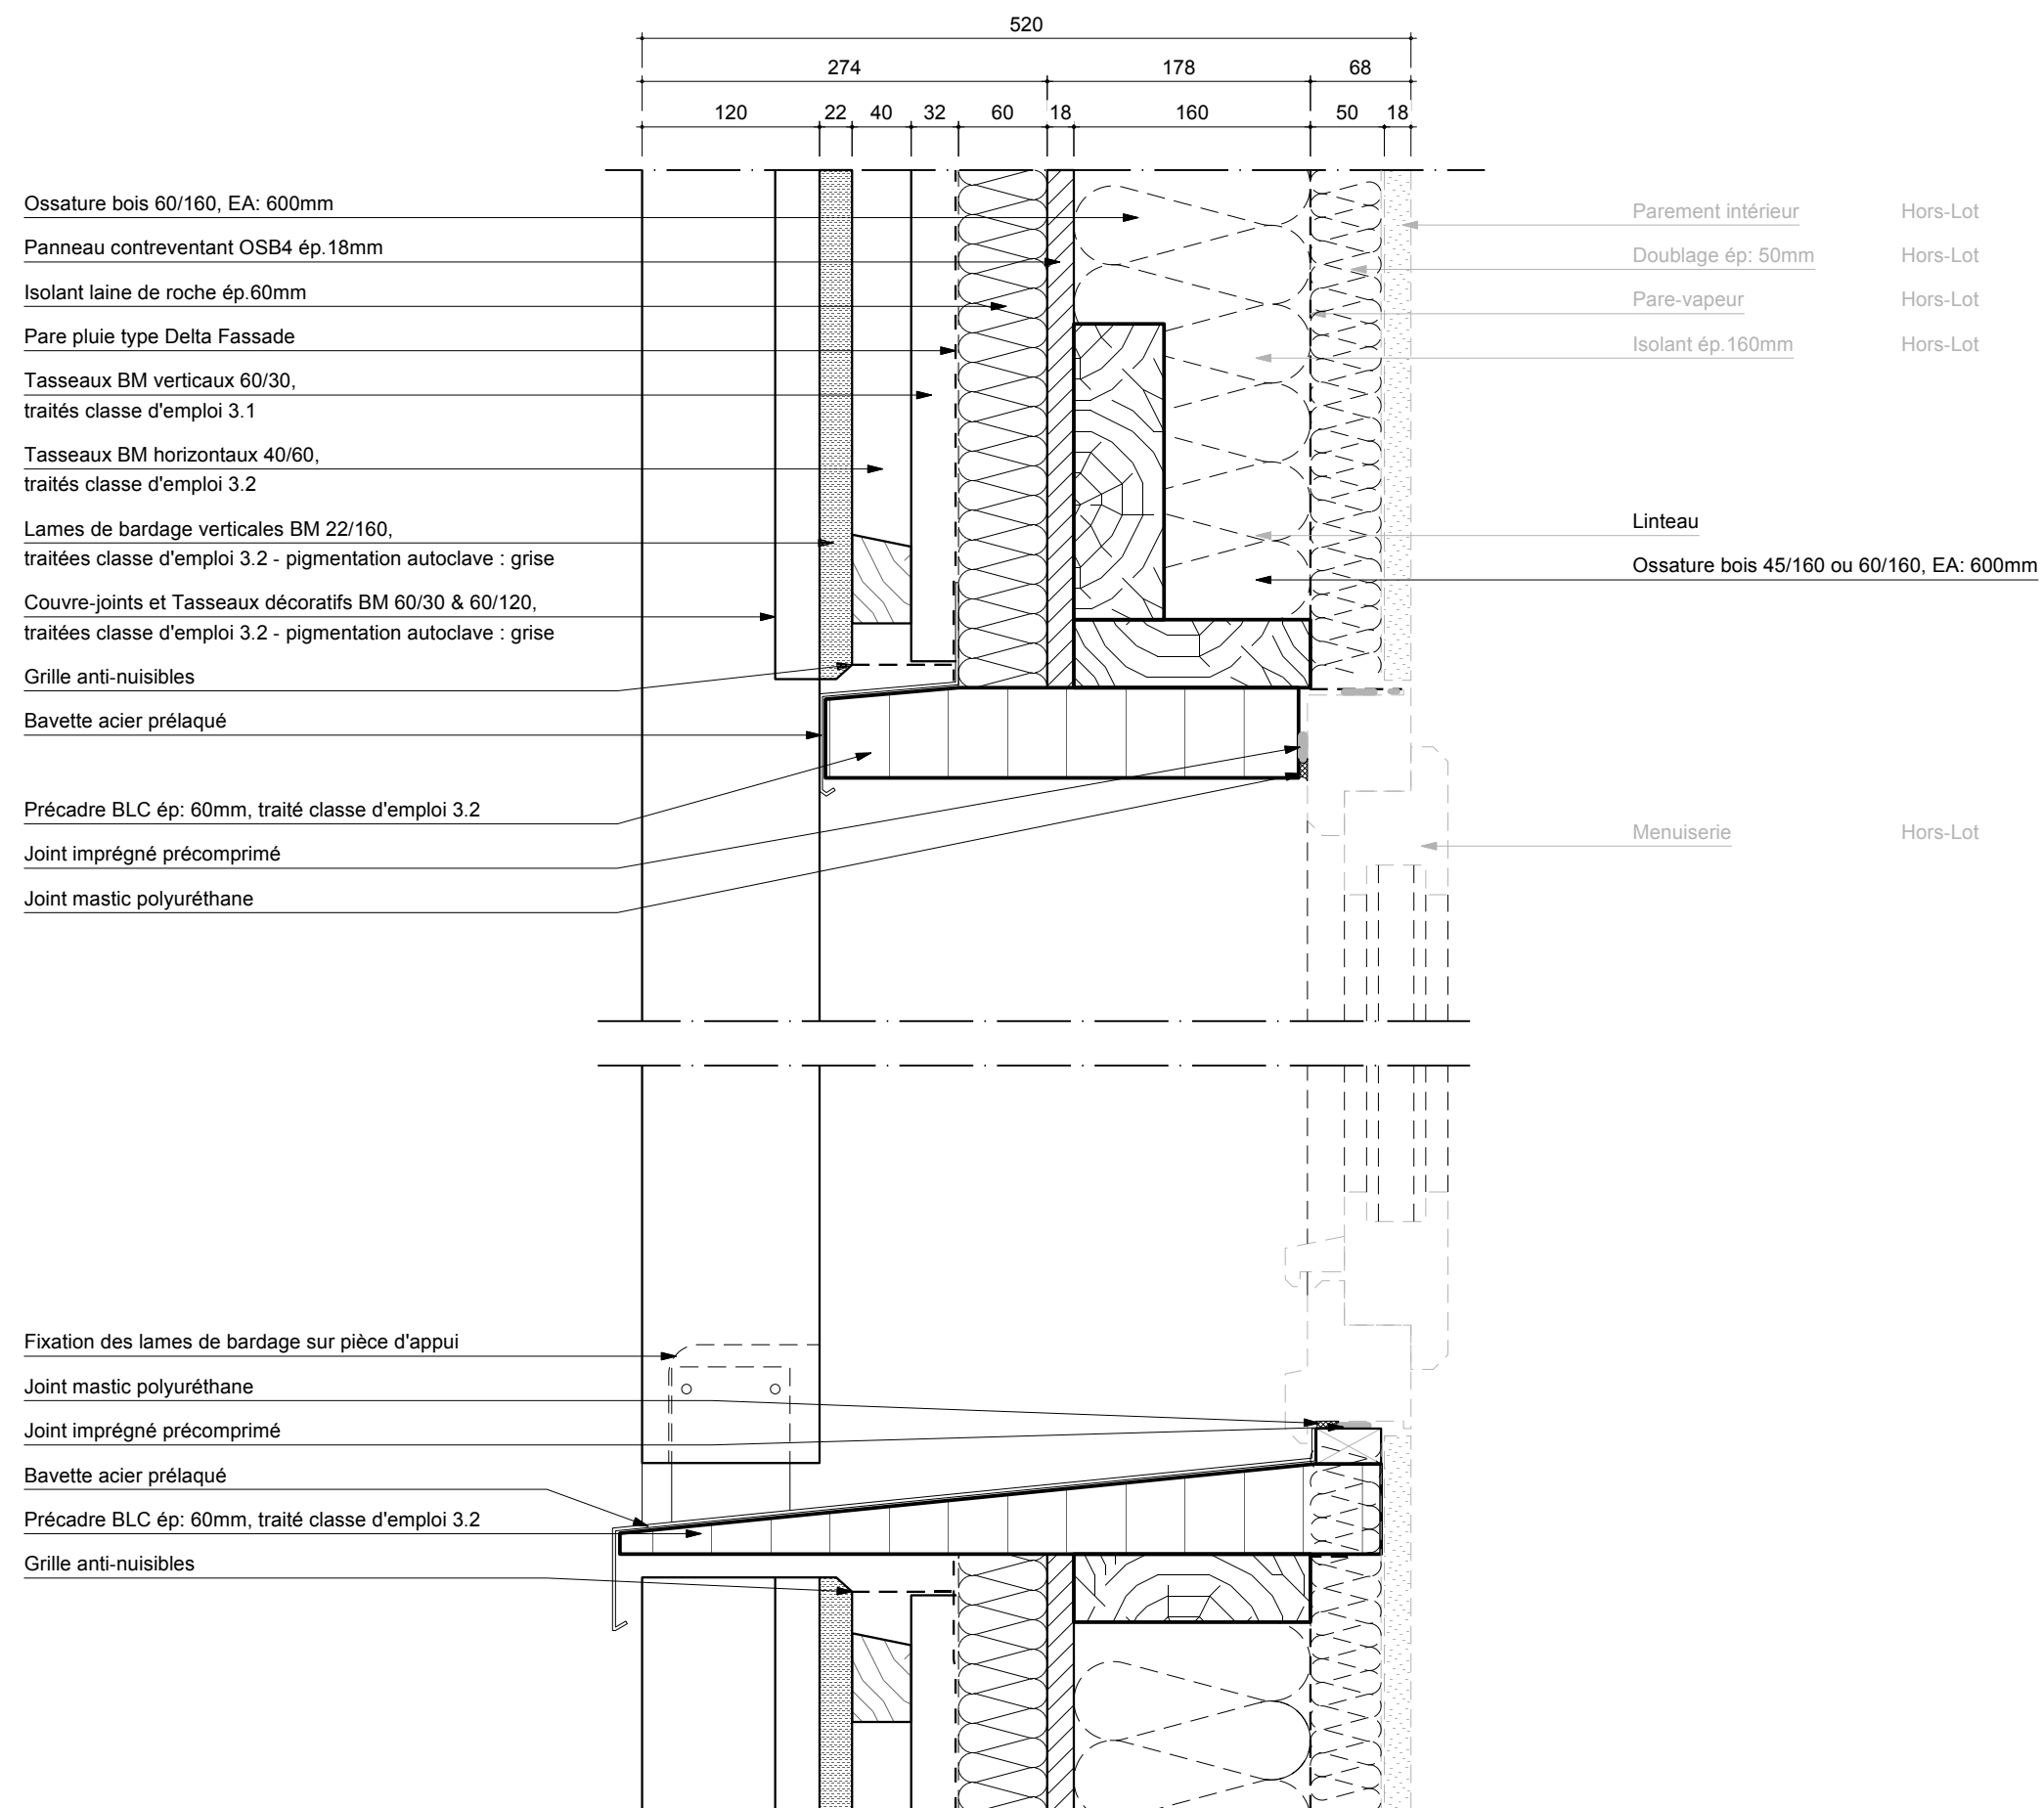 520
274 178 68
120 22 40 32 60 18 160 50 18
Ossature bois 60/160, EA: 600mm
Panneau contreventant OSB4 ép.18mm
Isolant laine de roche ép.60mm
Pare pluie type Delta Fassade
Tasseaux BM verticaux 60/30,
traités classe d'emploi 3.1
Tasseaux BM horizontaux 40/60,
traités classe d'emploi 3.2
Lames de bardage verticales BM 22/160,
traitées classe d'emploi 3.2 - pigmentation autoclave : grise
Couvre-joints et Tasseaux décoratifs BM 60/30 & 60/120,
traitées classe d'emploi 3.2 - pigmentation autoclave : grise
Grille anti-nuisibles
Bavette acier prélaqué
Précadre BLC ép: 60mm, traité classe d'emploi 3.2
Joint imprégné précomprimé
Joint mastic polyuréthane
Parement intérieur Hors-Lot
Doublage ép: 50mm Hors-Lot
Pare-vapeur Hors-Lot
Isolant ép.160mm Hors-Lot
Linteau
Ossature bois 45/160 ou 60/160, EA: 600mm
Menuiserie Hors-Lot
Fixation des lames de bardage sur pièce d'appui
Joint mastic polyuréthane
Joint imprégné précomprimé
Bavette acier prélaqué
Précadre BLC ép: 60mm, traité classe d'emploi 3.2
Grille anti-nuisibles